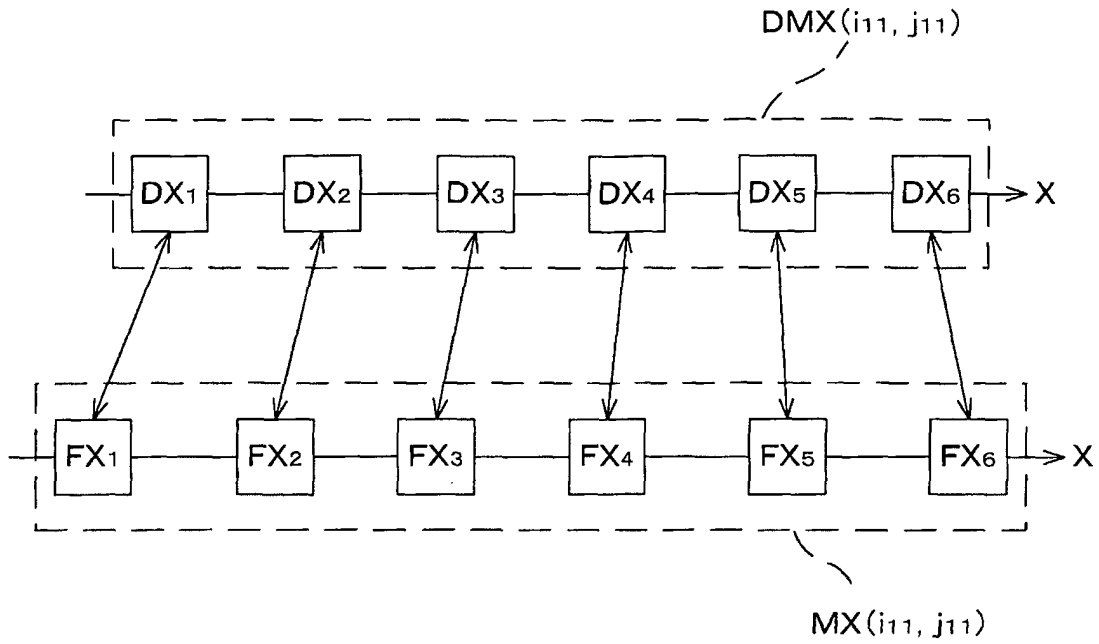 DMX(i11, j11)
DX1 DX2 DX3 DX4 DX5 DX6 X
FX1 FX2 FX3 FX4 FX5 FX6 X
MX(i11, j11)